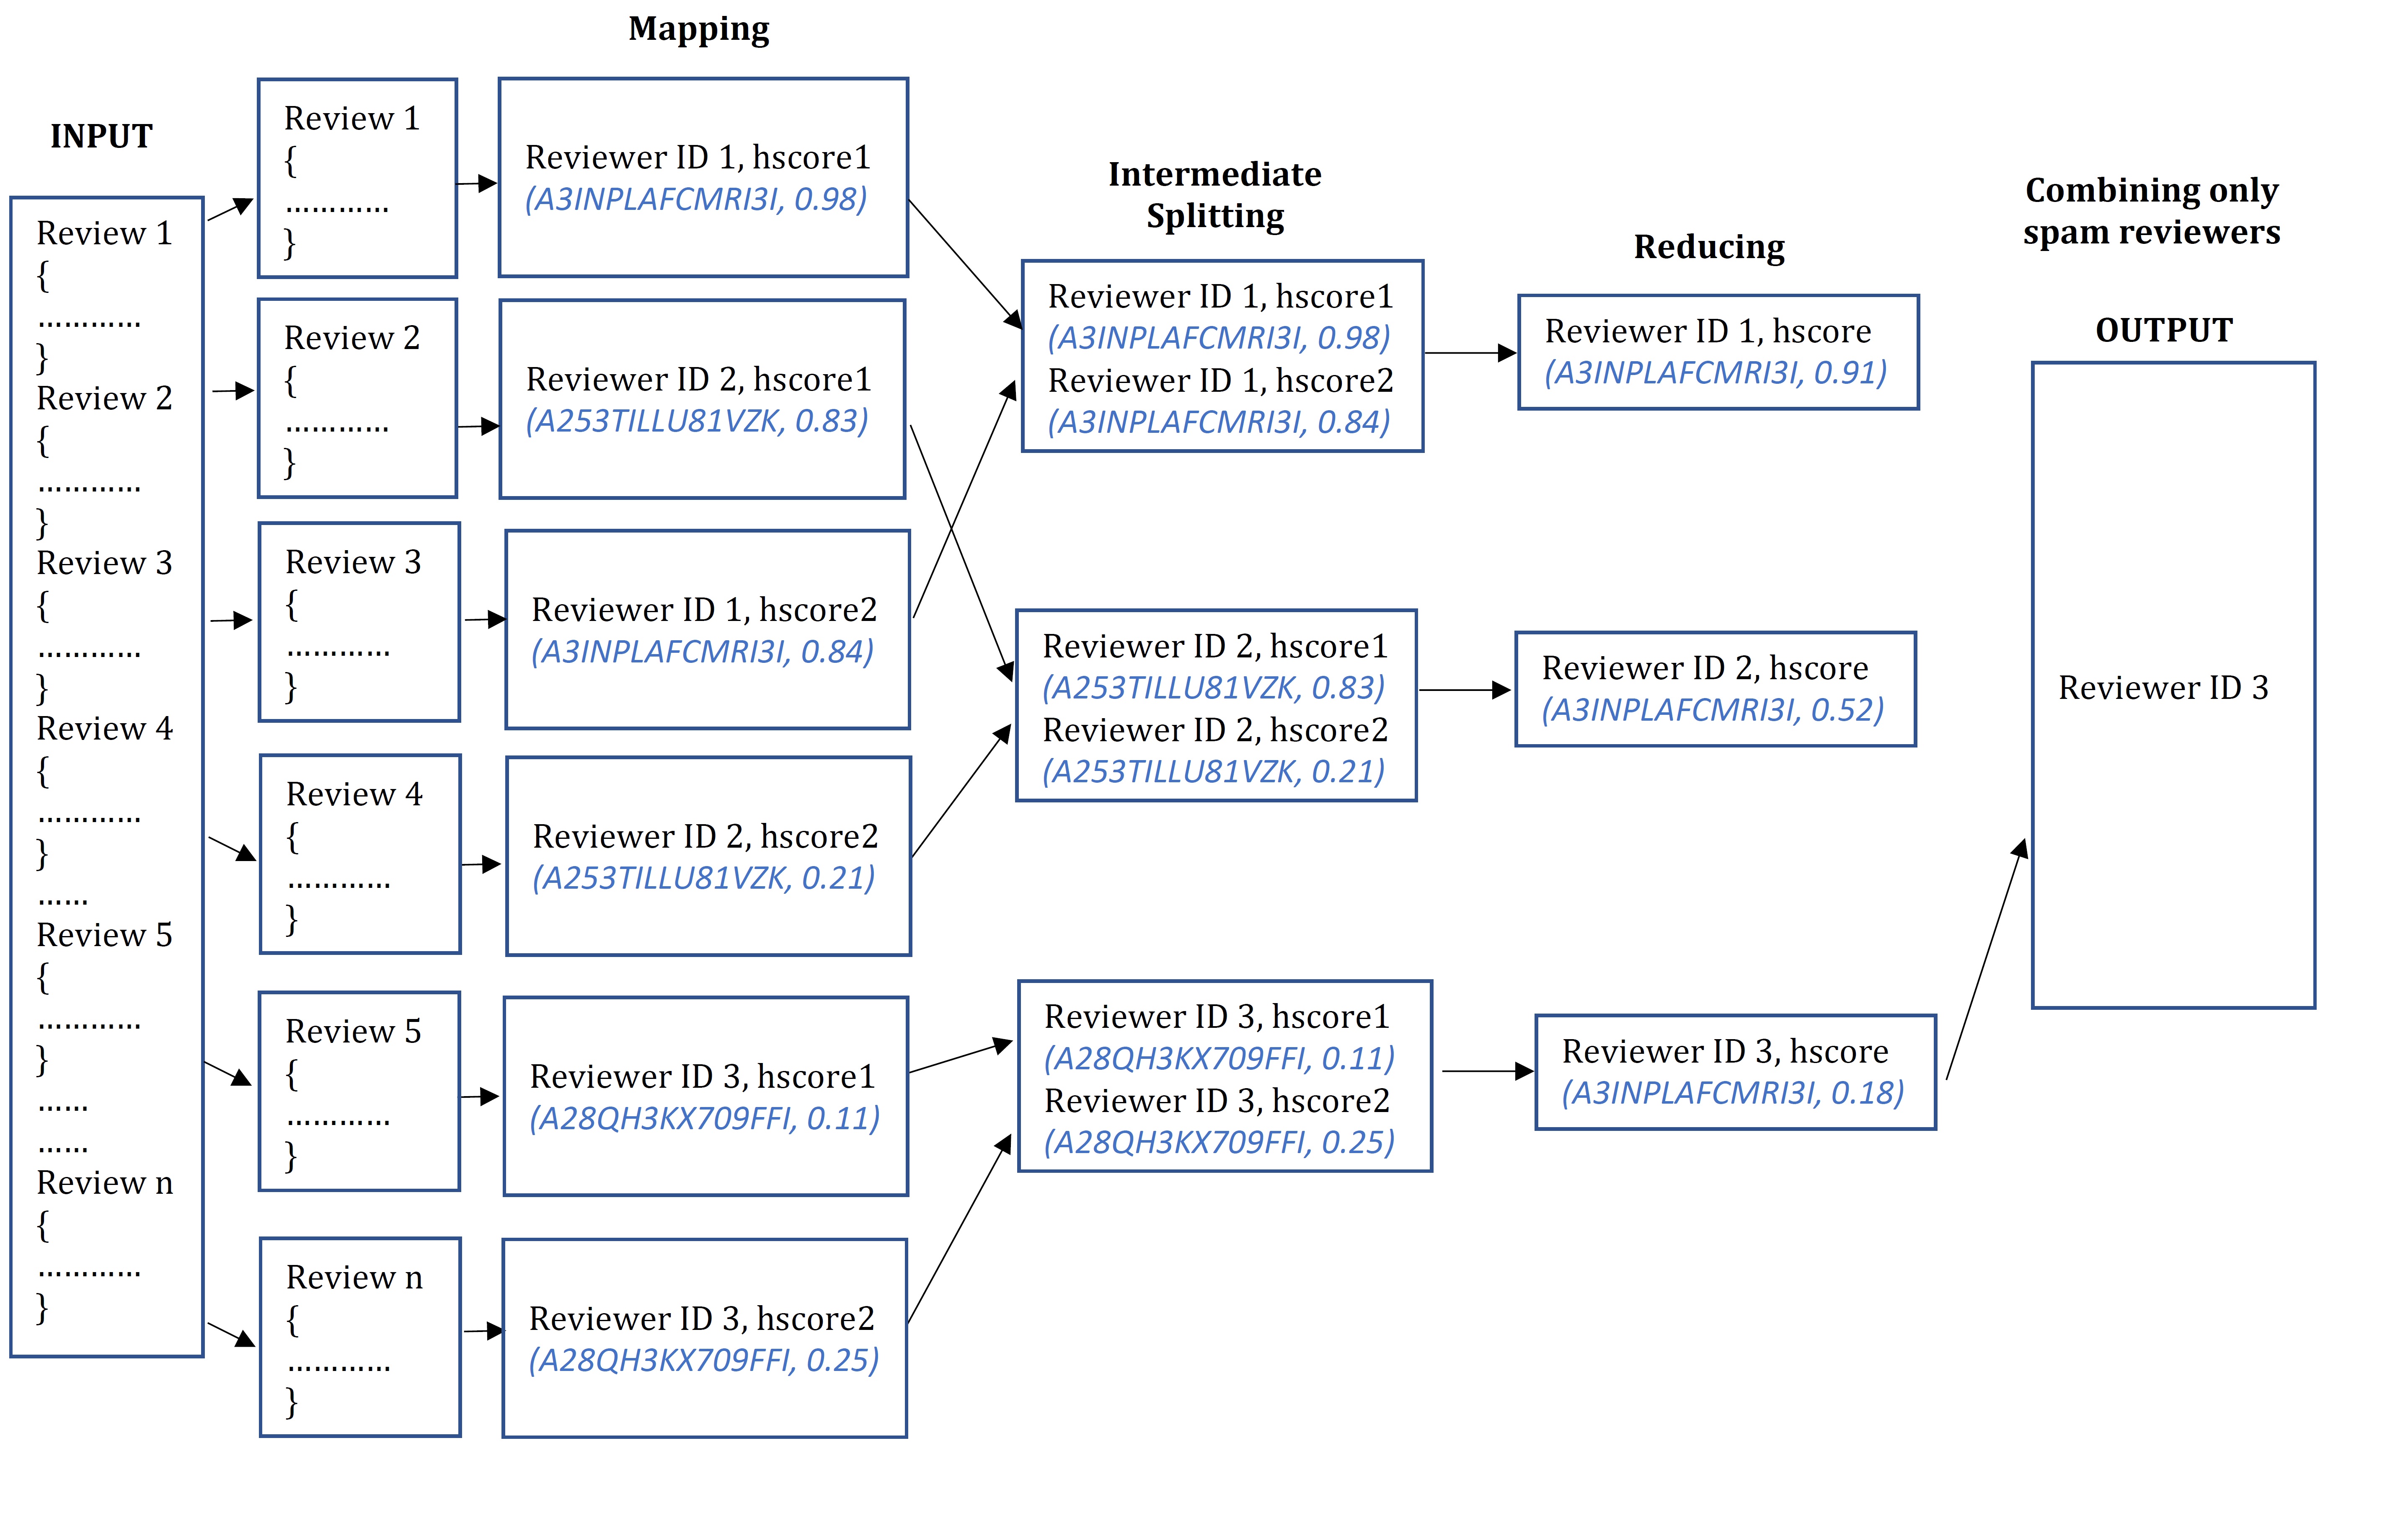 Mapping
INPUT
Review 1
{
…………
}
Review 2
{
…………
}
Review 3
{
…………
}
Review 4
{
…………
}
……
Review 5
{
…………
}
……
……
Review n
{
…………
}
Review 1
{
…………
}
Review 2
{
…………
}
Review 3
{
…………
}
Review 4
{
…………
}
Review 5
{
…………
}
Review n
{
…………
}
Reviewer ID 1, hscore1
(A3INPLAFCMRI3I, 0.98)
Reviewer ID 2, hscore1
(A253TILLU81VZK, 0.83)
Reviewer ID 1, hscore2
(A3INPLAFCMRI3I, 0.84)
Reviewer ID 2, hscore2
(A253TILLU81VZK, 0.21)
Reviewer ID 3, hscore1
(A28QH3KX709FFI, 0.11)
Reviewer ID 3, hscore2
(A28QH3KX709FFI, 0.25)
Intermediate
Splitting
Reviewer ID 1, hscore1
(A3INPLAFCMRI3I, 0.98)
Reviewer ID 1, hscore2
(A3INPLAFCMRI3I, 0.84)
Reviewer ID 2, hscore1
(A253TILLU81VZK, 0.83)
Reviewer ID 2, hscore2
(A253TILLU81VZK, 0.21)
Reviewer ID 3, hscore1
(A28QH3KX709FFI, 0.11)
Reviewer ID 3, hscore2
(A28QH3KX709FFI, 0.25)
Reducing
Reviewer ID 1, hscore
(A3INPLAFCMRI3I, 0.91)
Reviewer ID 2, hscore
(A3INPLAFCMRI3I, 0.52)
Reviewer ID 3, hscore
(A3INPLAFCMRI3I, 0.18)
Combining only
spam reviewers
OUTPUT
Reviewer ID 3